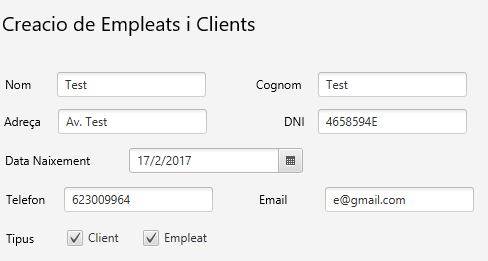 Creacio de Empleats i Clients
Nom Test Cognom Test
Adreça Av. Test DNI 4658594E
Data Naixement 17/2/2017
Telefon 623009964 Email e@gmail.com
Tipus Client Empleat